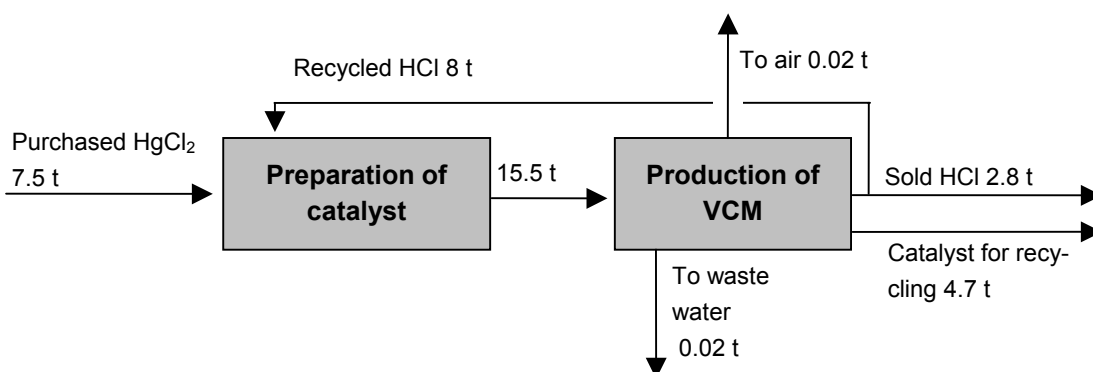 Recycled HCl 8 t
To air 0.02 t
Purchased HgCl₂
7.5 t
Preparation of
catalyst
15.5 t
Production of
VCM
Sold HCl 2.8 t
Catalyst for recy-
cling 4.7 t
To waste
water
0.02 t